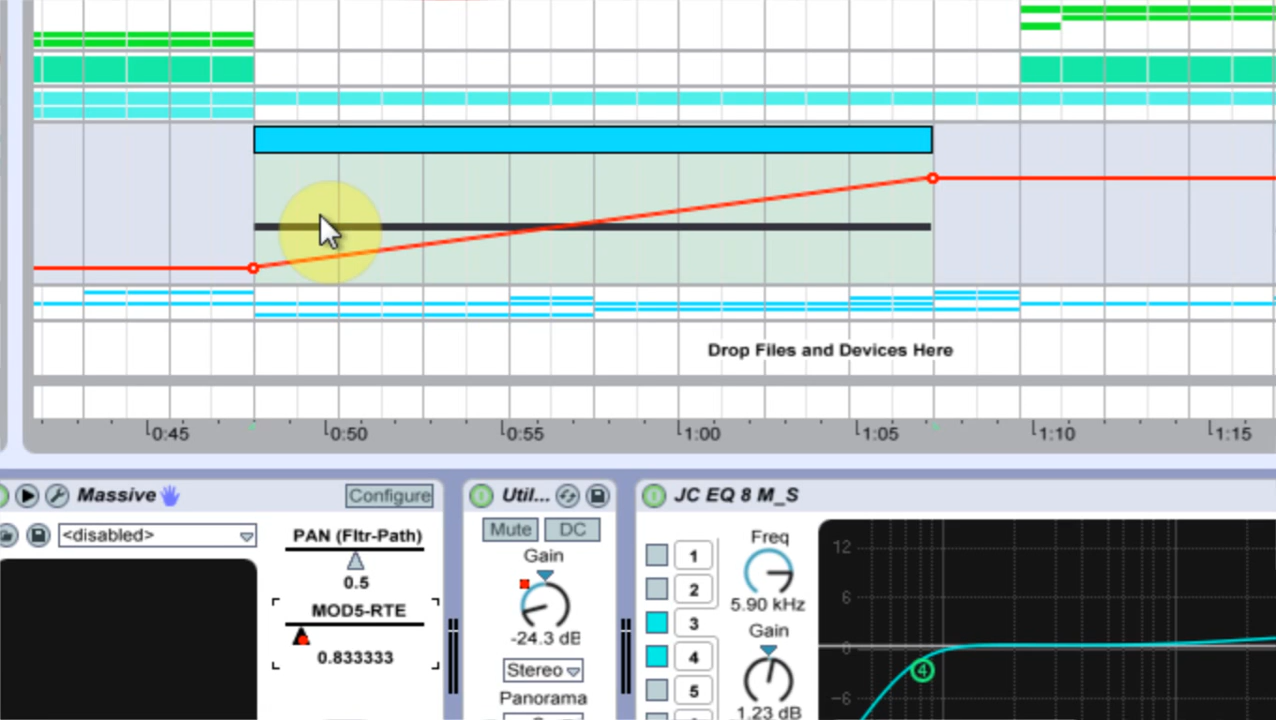 Drop Files and Devices Here
0:45 0:50 0:55 1:00 1:05 1:10 1:15
Massive Configure
<disabled>
PAN (Fltr-Path)
0.5
MOD5-RTE
0.833333
Util...
Mute DC
Gain
-24.3 dB
Stereo
Panorama
JC EQ 8 M_S
1
2
3
4
5
Freq
5.90 kHz
Gain
1.23 dB
12
6
0
-6
4